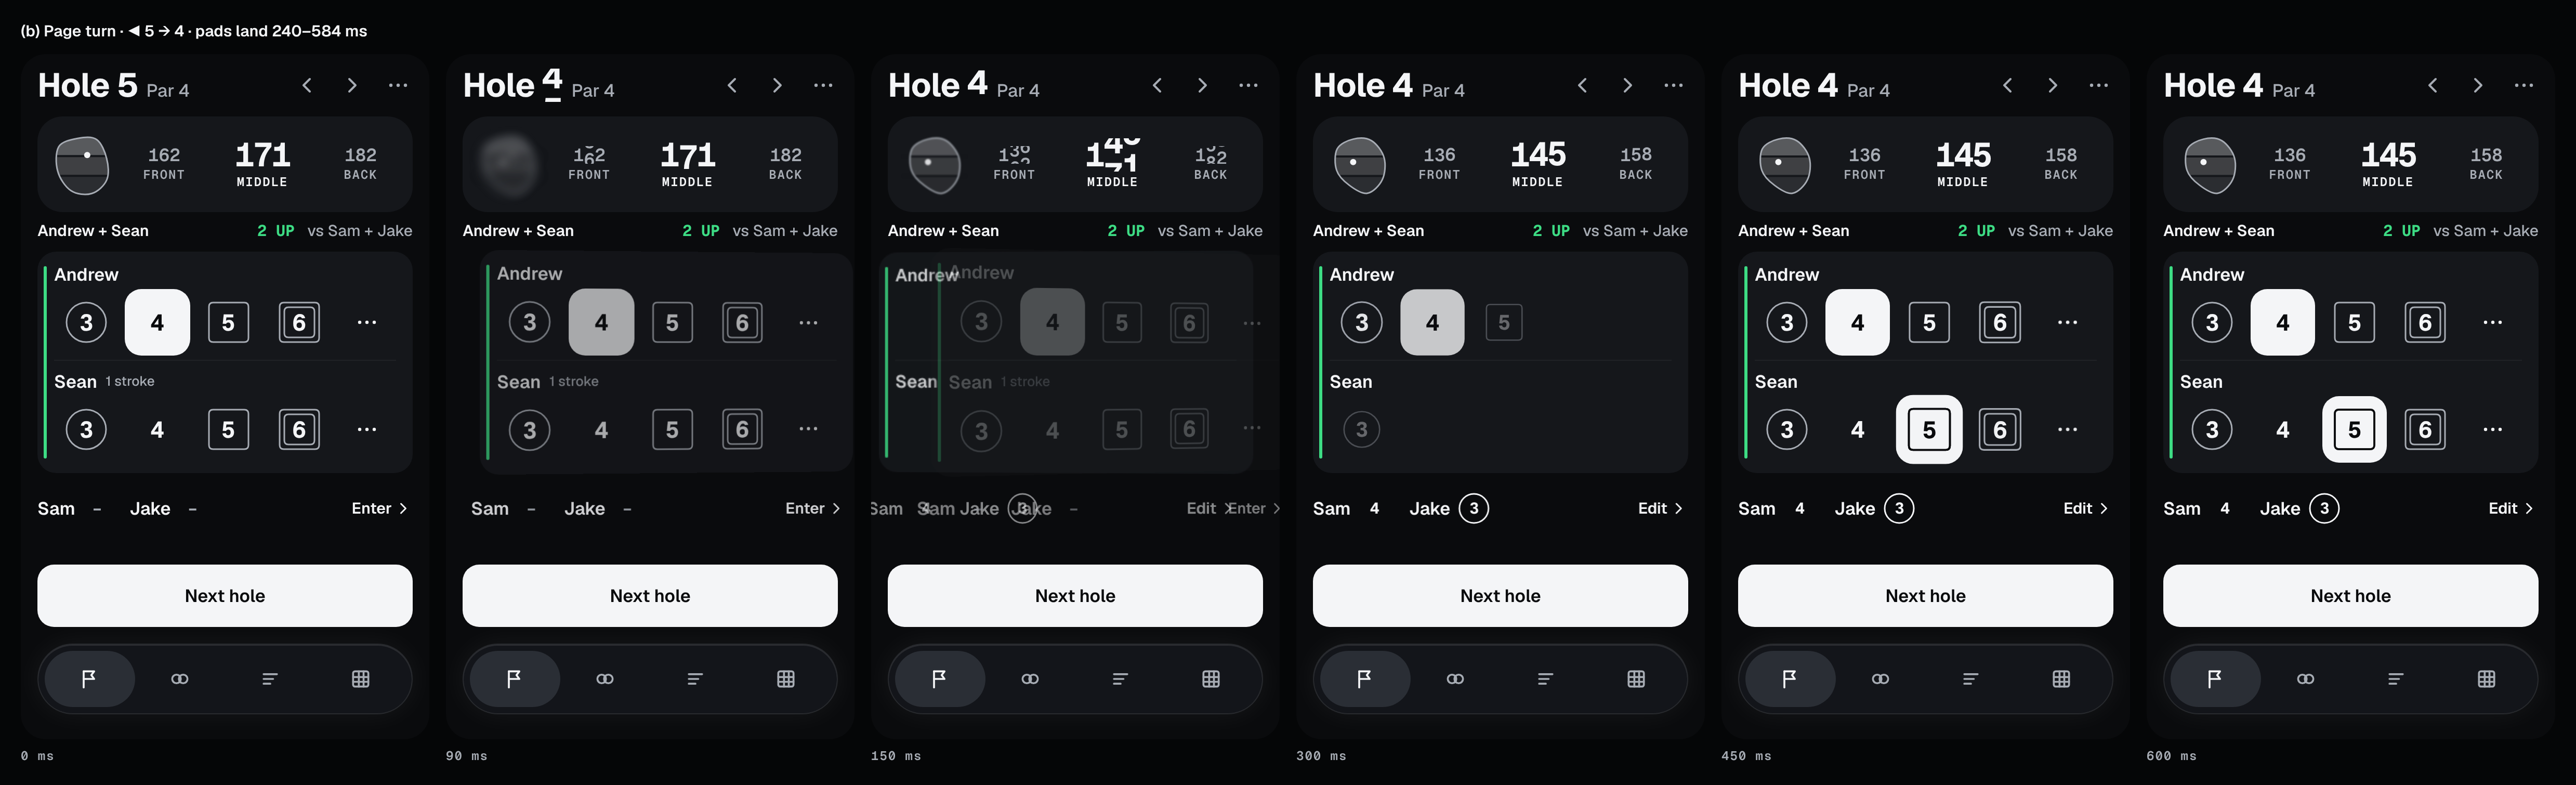 (b) Page turn · ◀ 5 → 4 · pads land 240–584 ms
Hole 5 Par 4
162 171 182
FRONT MIDDLE BACK
Andrew + Sean 2 UP vs Sam + Jake
Andrew
3 4 5 6
Sean 1 stroke
3 4 5 6
Sam – Jake – Enter
Next hole
0 ms
Hole 4 Par 4
171 182
FRONT MIDDLE BACK
Andrew + Sean 2 UP vs Sam + Jake
Andrew
3 4 5 6
Sean 1 stroke
3 4 5 6
Sam – Jake – Enter
Next hole
90 ms
Hole 4 Par 4
FRONT MIDDLE BACK
Andrew + Sean 2 UP vs Sam + Jake
Andrew Andrew
3 4 5 6
Sean Sean 1 stroke
3 4 5 6
Sam Sam Jake Jake – Edit Enter
Next hole
150 ms
Hole 4 Par 4
136 145 158
FRONT MIDDLE BACK
Andrew + Sean 2 UP vs Sam + Jake
Andrew
3 4 5
Sean
3
Sam 4 Jake 3 Edit
Next hole
300 ms
Hole 4 Par 4
136 145 158
FRONT MIDDLE BACK
Andrew + Sean 2 UP vs Sam + Jake
Andrew
3 4 5 6
Sean
3 4 5 6
Sam 4 Jake 3 Edit
Next hole
450 ms
Hole 4 Par 4
136 145 158
FRONT MIDDLE BACK
Andrew + Sean 2 UP vs Sam + Jake
Andrew
3 4 5 6
Sean
3 4 5 6
Sam 4 Jake 3 Edit
Next hole
600 ms